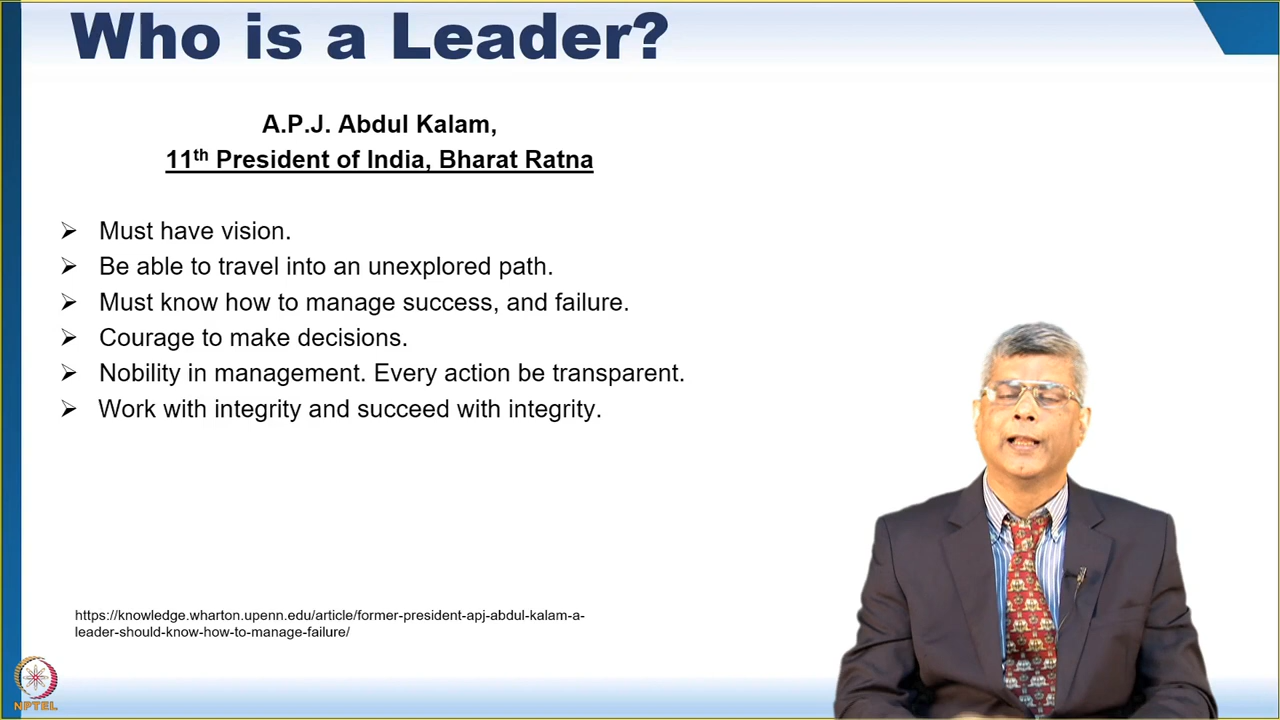 Who is a Leader?
A.P.J. Abdul Kalam,
11th President of India, Bharat Ratna
➢ Must have vision.
➢ Be able to travel into an unexplored path.
➢ Must know how to manage success, and failure.
➢ Courage to make decisions.
➢ Nobility in management. Every action be transparent.
➢ Work with integrity and succeed with integrity.
https://knowledge.wharton.upenn.edu/article/former-president-apj-abdul-kalam-a-
leader-should-know-how-to-manage-failure/
NPTEL